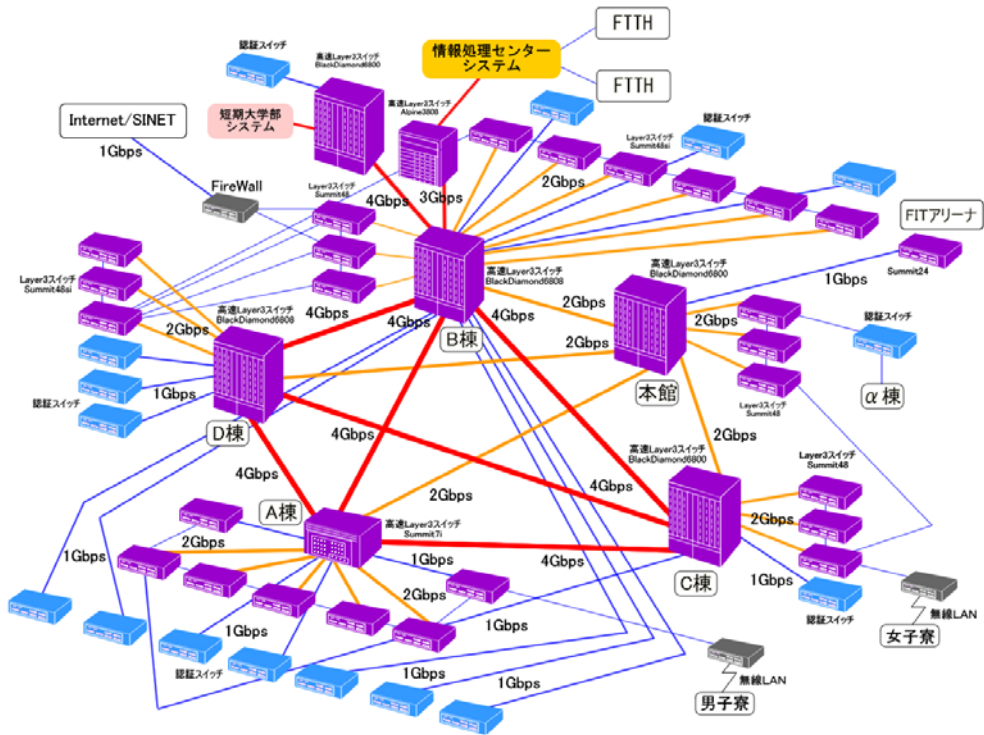 FTTH
認証スイッチ
高速Layer3スイッチ
BlackDiamond6800
情報処理センター
システム
FTTH
短期大学部
システム
高速Layer3スイッチ
Alpine3808
認証スイッチ
Internet/SINET
1Gbps
Layer3スイッチ
Summit48si
2Gbps
FireWall
Layer3スイッチ
Summit48
4Gbps
3Gbps
FITアリーナ
Summit24
1Gbps
Layer3スイッチ
Summit48si
高速Layer3スイッチ
BlackDiamond6808
高速Layer3スイッチ
BlackDiamond6800
高速Layer3スイッチ
BlackDiamond6808
2Gbps
4Gbps
4Gbps
B棟
4Gbps
2Gbps
2Gbps
2Gbps
認証スイッチ
本館
α棟
Layer3スイッチ
Summit48
1Gbps
認証スイッチ
D棟
4Gbps
2Gbps
高速Layer3スイッチ
BlackDiamond6800
Layer3スイッチ
Summit48
4Gbps
2Gbps
4Gbps
A棟
高速Layer3スイッチ
Summit7i
2Gbps
2Gbps
1Gbps
1Gbps
4Gbps
C棟
1Gbps
2Gbps
1Gbps
1Gbps
認証スイッチ
無線LAN
女子寮
認証スイッチ
1Gbps
1Gbps
無線LAN
男子寮